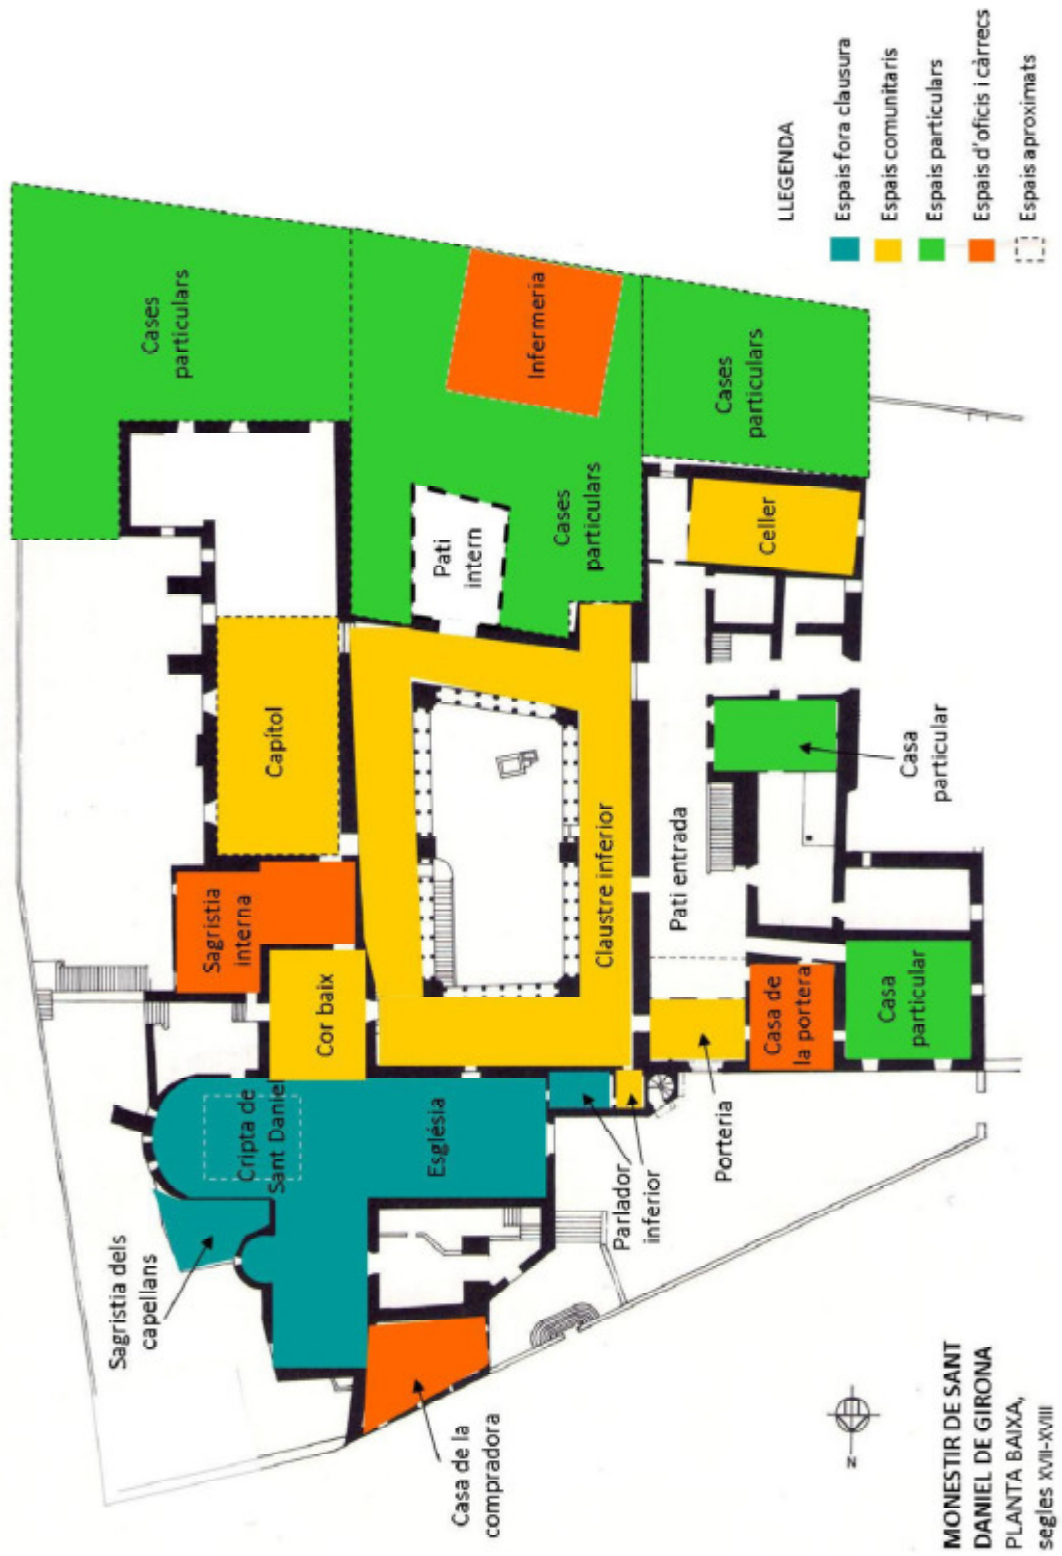 Cases
particulars
Infermeria
Cases
particulars
Cases
particulars
Pati
intern
Celler
Capítol
Casa
particular
Claustre inferior
Pati entrada
Sagristia
interna
Cor baix
Casa de
la portera
Casa
particular
Cripta de
Sant Daniel
Església
Porteria
Parlador
inferior
Sagristia dels
capellans
Casa de la
compradora
LLEGENDA
Espais fora clausura
Espais comunitaris
Espais particulars
Espais d'oficis i càrrecs
Espais aproximats
N
MONESTIR DE SANT
DANIEL DE GIRONA
PLANTA BAIXA,
segles XVII-XVIII